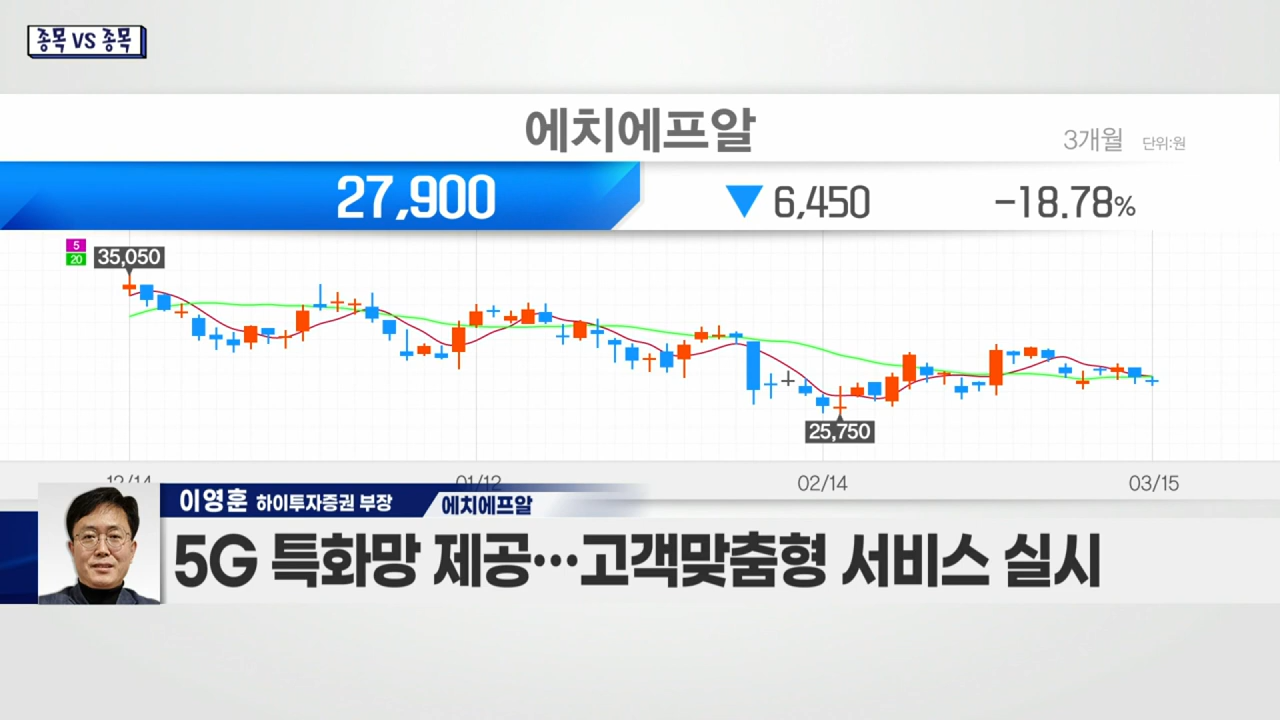 종목 VS 종목
에치에프알
3개월 단위:원
27,900 ▼ 6,450 -18.78%
5
20
35,050
25,750
12/14 01/12 02/14 03/15
이영훈 하이투자증권 부장 에치에프알
5G 특화망 제공…고객맞춤형 서비스 실시